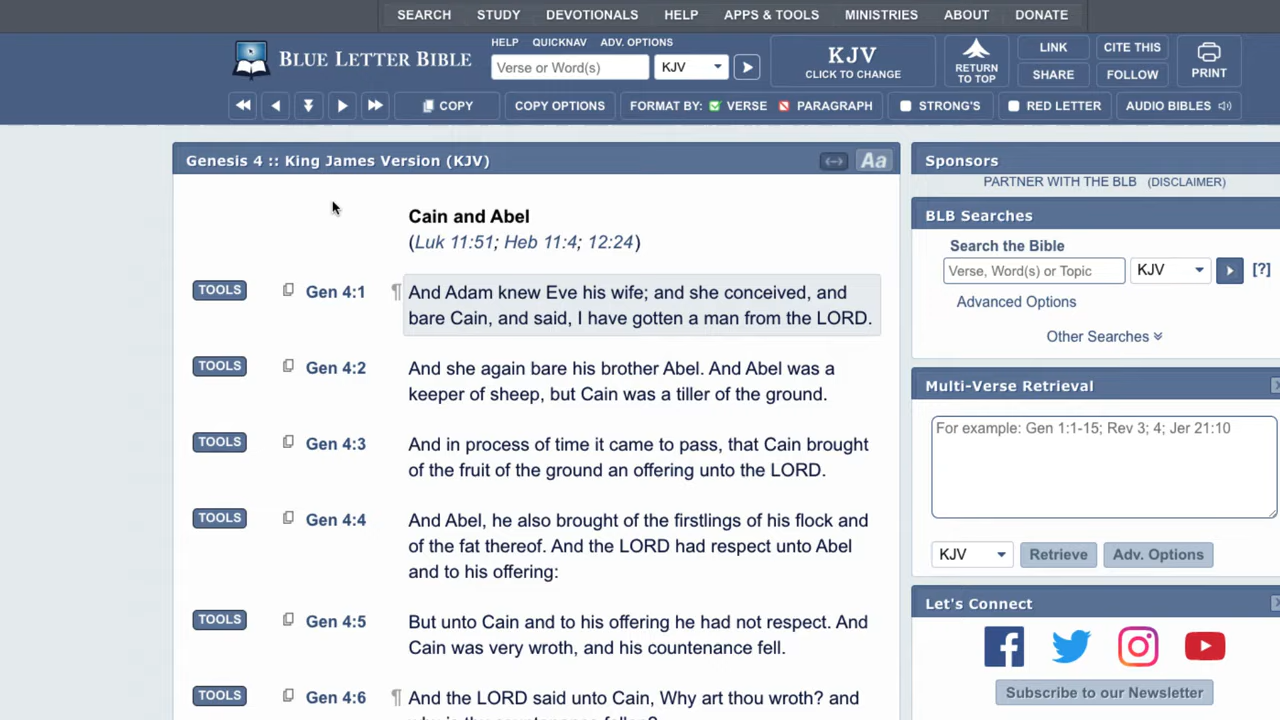 SEARCH STUDY DEVOTIONALS HELP APPS & TOOLS MINISTRIES ABOUT DONATE
BLUE LETTER BIBLE
HELP QUICKNAV ADV. OPTIONS
Verse or Word(s) KJV
KJV
CLICK TO CHANGE
RETURN
TO TOP
LINK CITE THIS
SHARE FOLLOW
PRINT
COPY COPY OPTIONS FORMAT BY: VERSE PARAGRAPH STRONG'S RED LETTER AUDIO BIBLES
Genesis 4 :: King James Version (KJV) Aa
Cain and Abel
(Luk 11:51; Heb 11:4; 12:24)
TOOLS Gen 4:1 ¶ And Adam knew Eve his wife; and she conceived, and
bare Cain, and said, I have gotten a man from the LORD.
TOOLS Gen 4:2 And she again bare his brother Abel. And Abel was a
keeper of sheep, but Cain was a tiller of the ground.
TOOLS Gen 4:3 And in process of time it came to pass, that Cain brought
of the fruit of the ground an offering unto the LORD.
TOOLS Gen 4:4 And Abel, he also brought of the firstlings of his flock and
of the fat thereof. And the LORD had respect unto Abel
and to his offering:
TOOLS Gen 4:5 But unto Cain and to his offering he had not respect. And
Cain was very wroth, and his countenance fell.
TOOLS Gen 4:6 ¶ And the LORD said unto Cain, Why art thou wroth? and
Sponsors
PARTNER WITH THE BLB (DISCLAIMER)
BLB Searches
Search the Bible
Verse, Word(s) or Topic KJV [?]
Advanced Options
Other Searches
Multi-Verse Retrieval
For example: Gen 1:1-15; Rev 3; 4; Jer 21:10
KJV Retrieve Adv. Options
Let's Connect
Subscribe to our Newsletter